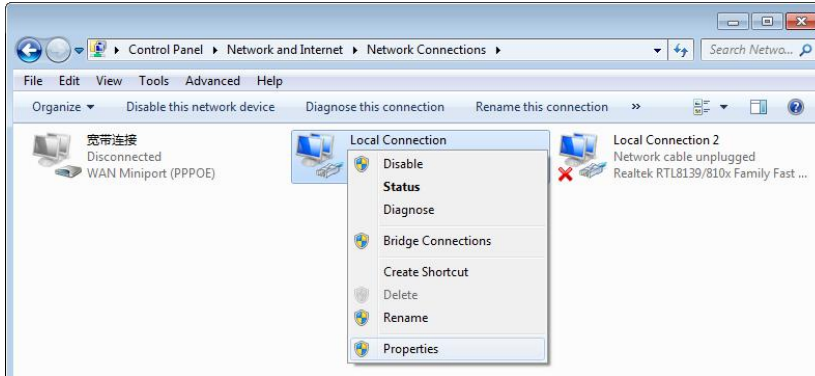 Control Panel ▸ Network and Internet ▸ Network Connections ▸
Search Netwo...
File Edit View Tools Advanced Help
Organize Disable this network device Diagnose this connection Rename this connection »
宽带连接
Disconnected
WAN Miniport (PPPOE)
Local Connection
Disable
Status
Diagnose
Bridge Connections
Create Shortcut
Delete
Rename
Properties
Local Connection 2
Network cable unplugged
Realtek RTL8139/810x Family Fast ...